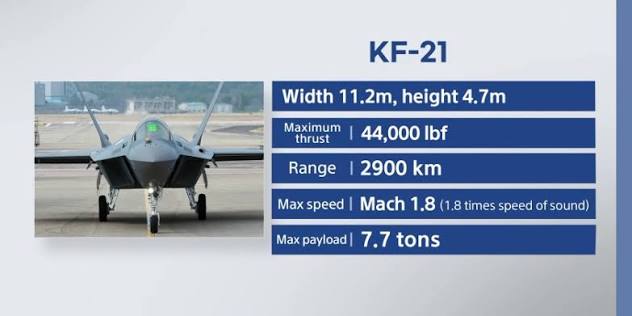 KF-21
Width 11.2m, height 4.7m
Maximum thrust | 44,000 lbf
Range | 2900 km
Max speed | Mach 1.8 (1.8 times speed of sound)
Max payload | 7.7 tons